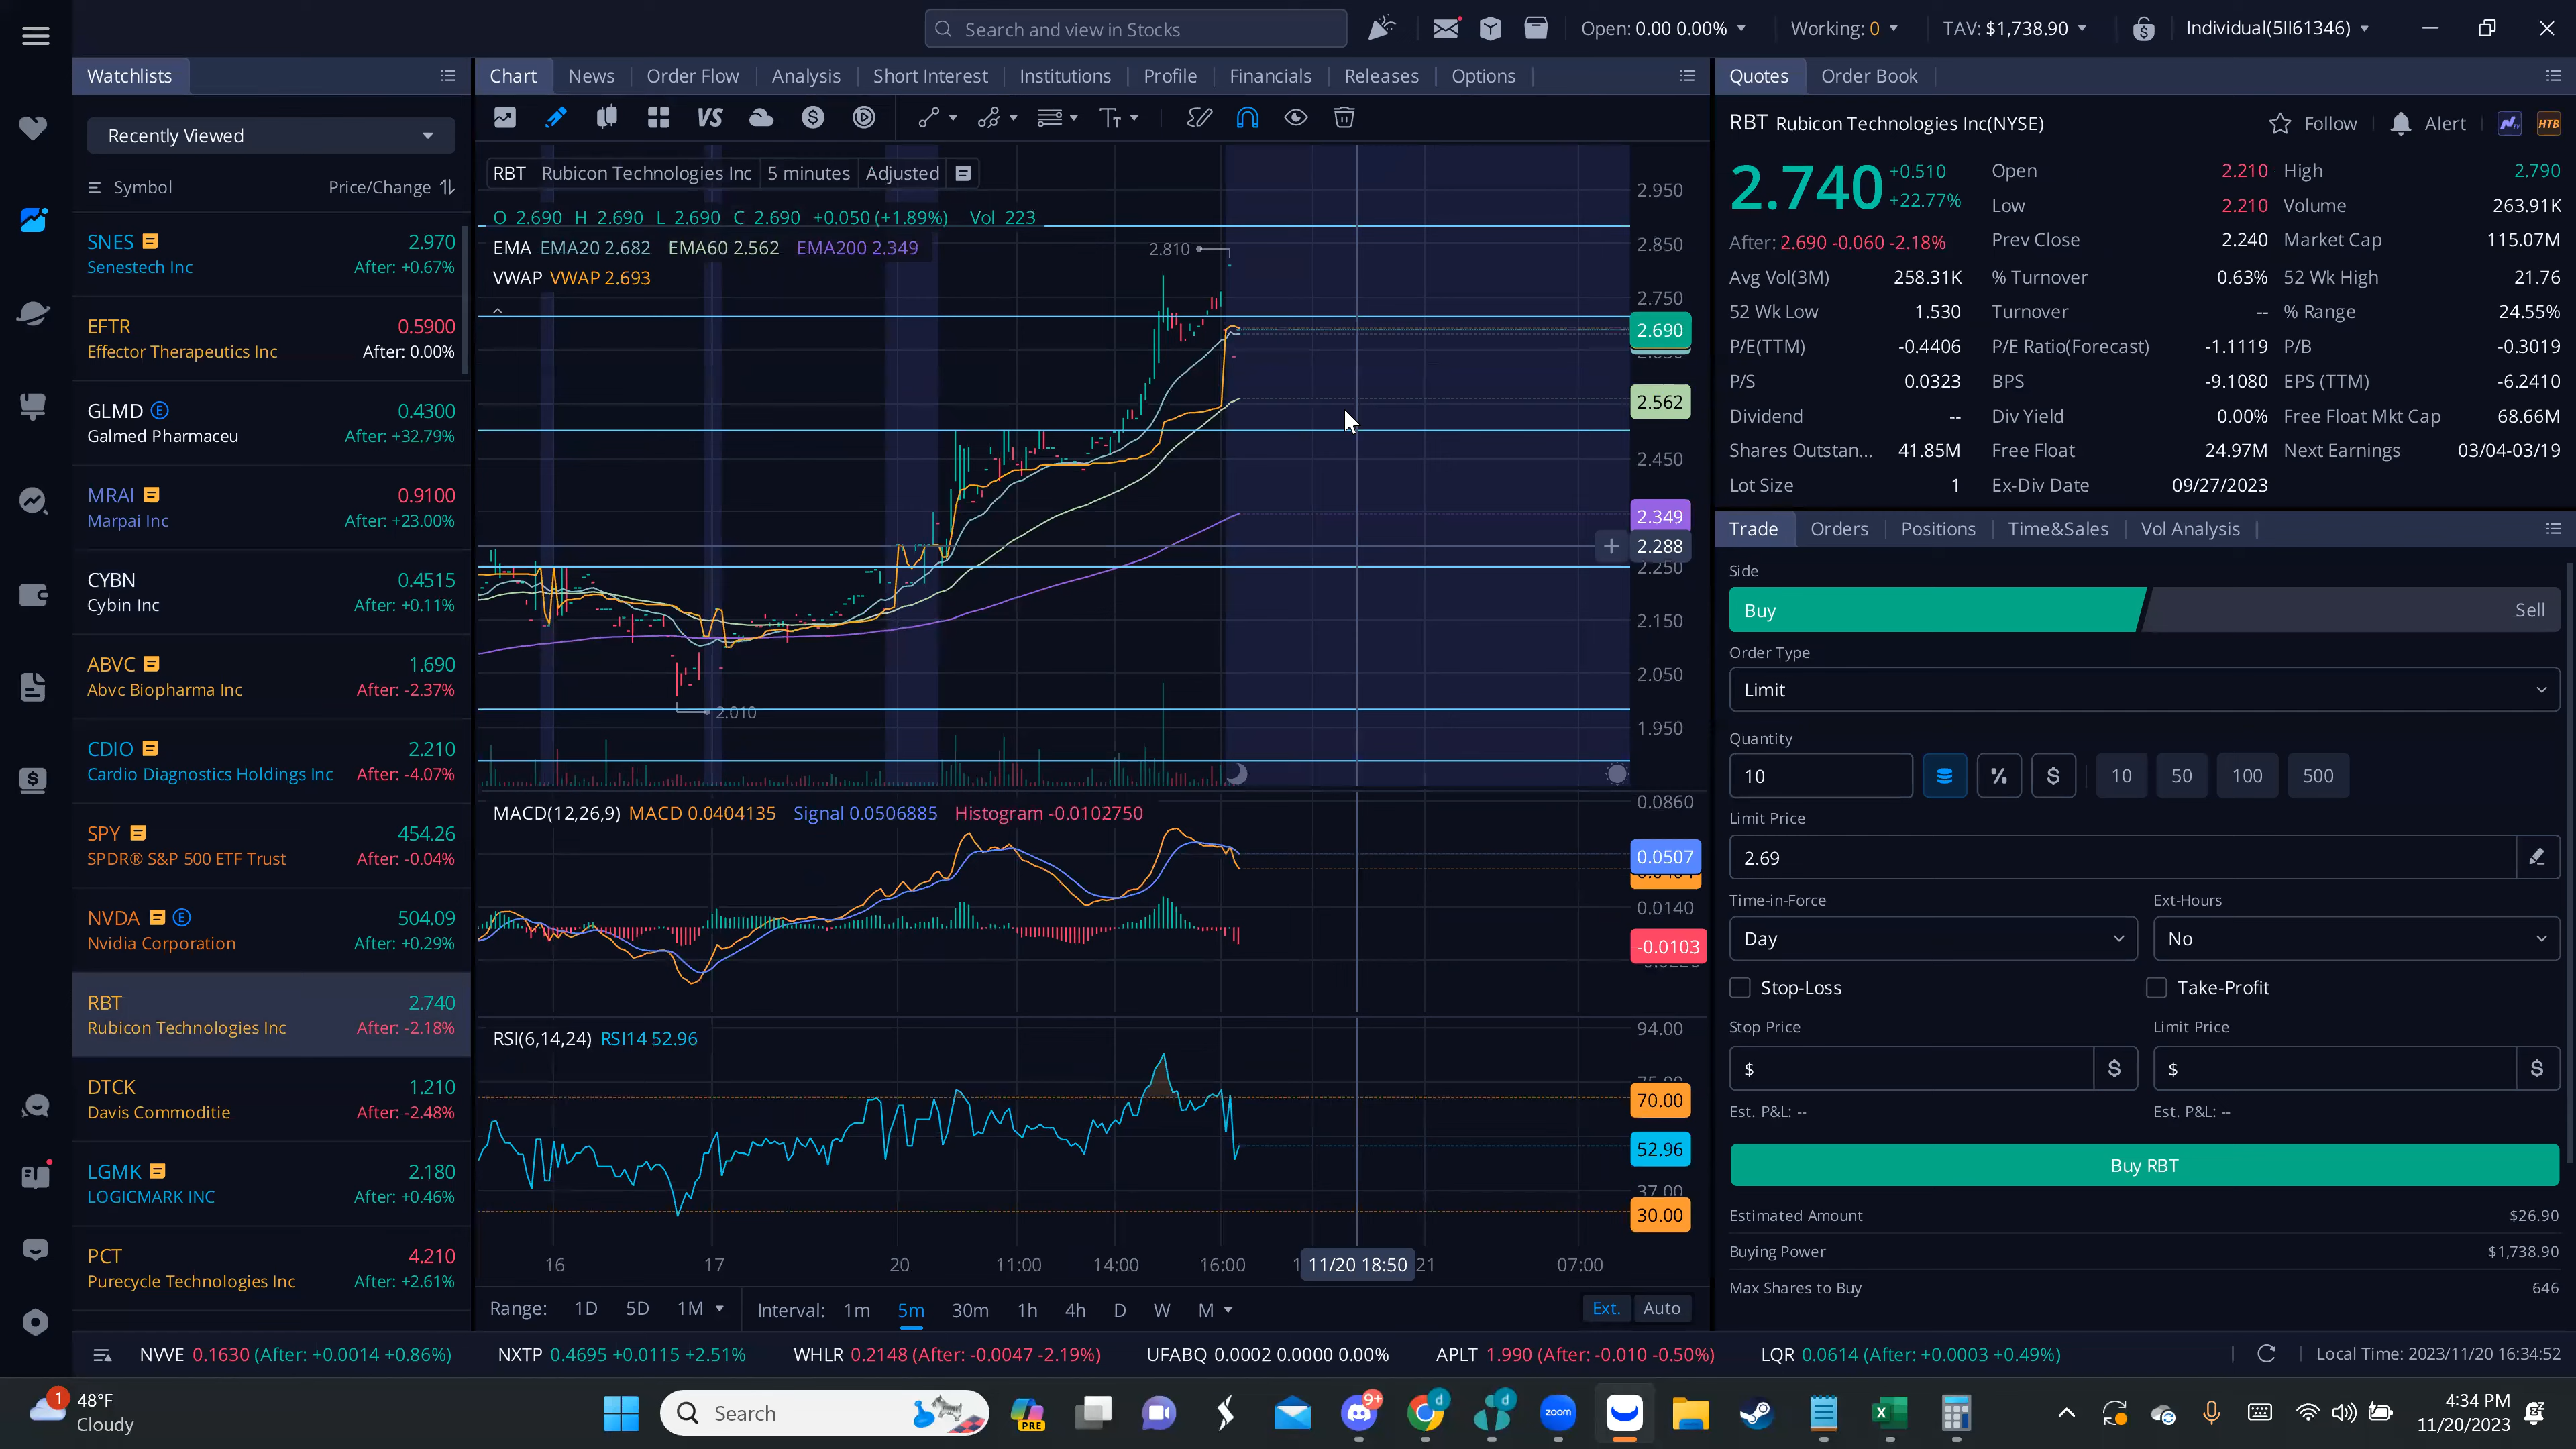 Search and view in Stocks
Open: 0.00 0.00%
Working: 0
TAV: $1,738.90
Individual(5II61346)
Watchlists
Recently Viewed
Symbol
Price/Change
SNES 2.970
Senestech Inc After: +0.67%
EFTR 0.5900
Effector Therapeutics Inc After: 0.00%
GLMD E 0.4300
Galmed Pharmaceu After: +32.79%
MRAI 0.9100
Marpai Inc After: +23.00%
CYBN 0.4515
Cybin Inc After: +0.11%
ABVC 1.690
Abvc Biopharma Inc After: -2.37%
CDIO 2.210
Cardio Diagnostics Holdings Inc After: -4.07%
SPY 454.26
SPDR® S&P 500 ETF Trust After: -0.04%
NVDA E 504.09
Nvidia Corporation After: +0.29%
RBT 2.740
Rubicon Technologies Inc After: -2.18%
DTCK 1.210
Davis Commoditie After: -2.48%
LGMK 2.180
LOGICMARK INC After: +0.46%
PCT 4.210
Purecycle Technologies Inc After: +2.61%
Chart News Order Flow Analysis Short Interest Institutions Profile Financials Releases Options
VS
RBT Rubicon Technologies Inc 5 minutes Adjusted
O 2.690 H 2.690 L 2.690 C 2.690 +0.050 (+1.89%) Vol 223
EMA EMA20 2.682 EMA60 2.562 EMA200 2.349
VWAP VWAP 2.693
2.810
2.010
2.950
2.850
2.750
2.690
2.562
2.450
2.349
2.288
2.250
2.150
2.050
1.950
MACD(12,26,9) MACD 0.0404135 Signal 0.0506885 Histogram -0.0102750
0.0860
0.0507
0.0140
-0.0103
RSI(6,14,24) RSI14 52.96
94.00
70.00
52.96
37.00
30.00
16 17 20 11:00 14:00 16:00 11/20 18:50 21 07:00
Range: 1D 5D 1M Interval: 1m 5m 30m 1h 4h D W M Ext. Auto
Quotes Order Book
RBT Rubicon Technologies Inc(NYSE) Follow Alert HTB
2.740 +0.510
+22.77%
After: 2.690 -0.060 -2.18%
Open 2.210 High 2.790
Low 2.210 Volume 263.91K
Prev Close 2.240 Market Cap 115.07M
Avg Vol(3M) 258.31K % Turnover 0.63% 52 Wk High 21.76
52 Wk Low 1.530 Turnover -- % Range 24.55%
P/E(TTM) -0.4406 P/E Ratio(Forecast) -1.1119 P/B -0.3019
P/S 0.0323 BPS -9.1080 EPS (TTM) -6.2410
Dividend -- Div Yield 0.00% Free Float Mkt Cap 68.66M
Shares Outstan... 41.85M Free Float 24.97M Next Earnings 03/04-03/19
Lot Size 1 Ex-Div Date 09/27/2023
Trade Orders Positions Time&Sales Vol Analysis
Side
Buy Sell
Order Type
Limit
Quantity
10 % $ 10 50 100 500
Limit Price
2.69
Time-in-Force Ext-Hours
Day No
Stop-Loss Take-Profit
Stop Price Limit Price
$ $ $ $
Est. P&L: -- Est. P&L: --
Buy RBT
Estimated Amount $26.90
Buying Power $1,738.90
Max Shares to Buy 646
NVVE 0.1630 (After: +0.0014 +0.86%) NXTP 0.4695 +0.0115 +2.51% WHLR 0.2148 (After: -0.0047 -2.19%) UFABQ 0.0002 0.0000 0.00% APLT 1.990 (After: -0.010 -0.50%) LQR 0.0614 (After: +0.0003 +0.49%) Local Time: 2023/11/20 16:34:52
1 48°F
Cloudy
Search
PRE
9+
d
d
zoom
4:34 PM
11/20/2023